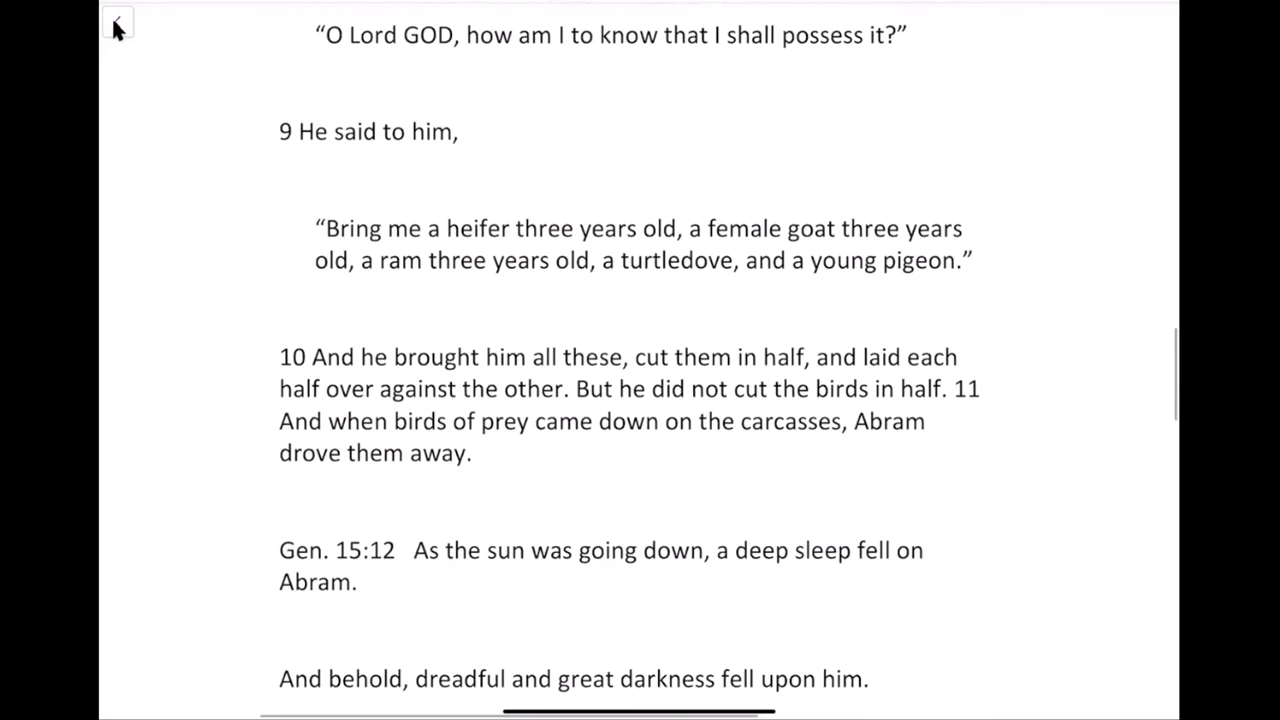 “O Lord GOD, how am I to know that I shall possess it?”
9 He said to him,
“Bring me a heifer three years old, a female goat three years
old, a ram three years old, a turtledove, and a young pigeon.”
10 And he brought him all these, cut them in half, and laid each
half over against the other. But he did not cut the birds in half. 11
And when birds of prey came down on the carcasses, Abram
drove them away.
Gen. 15:12 As the sun was going down, a deep sleep fell on
Abram.
And behold, dreadful and great darkness fell upon him.